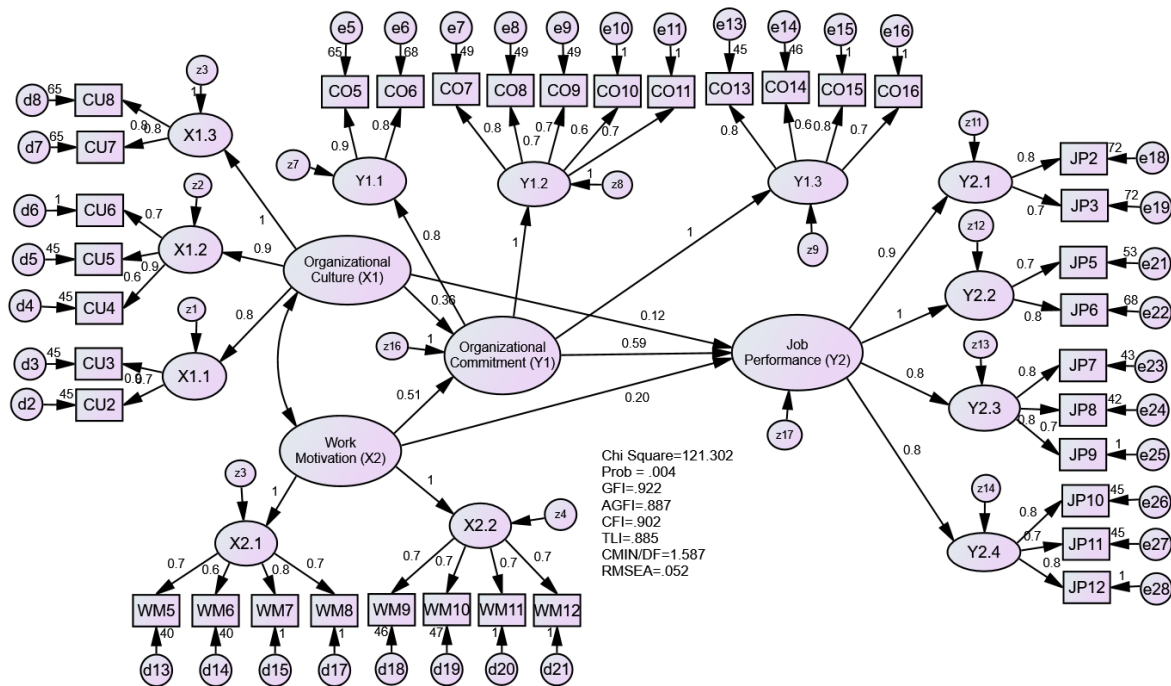 e5
e6
e7
e8
e9
e10
e11
e13
e14
e15
e16
65
68
49
49
49
1
1
45
46
1
1
CO5
CO6
CO7
CO8
CO9
CO10
CO11
CO13
CO14
CO15
CO16
0.9
0.8
0.8
0.7
0.7
0.6
0.7
0.8
0.6
0.8
0.7
z7
Y1.1
Y1.2
1
z8
Y1.3
z9
0.8
1
1
d8
65
CU8
z3
1
d7
65
CU7
0.8
0.8
X1.3
1
d6
1
CU6
z2
0.7
d5
45
CU5
X1.2
0.9
0.9
0.6
d4
45
CU4
z1
0.8
d3
45
CU3
X1.1
0.7
d2
45
CU2
Organizational
Culture (X1)
0.36
0.12
z16
1
Organizational
Commitment (Y1)
0.59
0.51
0.20
Work
Motivation (X2)
1
1
Job
Performance (Y2)
z17
0.9
1
0.8
0.8
z11
Y2.1
0.8
0.7
JP2
72
e18
JP3
72
e19
z12
Y2.2
0.7
0.8
JP5
53
e21
JP6
68
e22
z13
Y2.3
0.8
0.8
0.7
JP7
43
e23
JP8
42
e24
JP9
1
e25
z14
Y2.4
0.8
0.7
0.8
JP10
45
e26
JP11
45
e27
JP12
1
e28
Chi Square=121.302
Prob = .004
GFI=.922
AGFI=.887
CFI=.902
TLI=.885
CMIN/DF=1.587
RMSEA=.052
z3
X2.1
X2.2
z4
0.7
0.6
0.8
0.7
0.7
0.7
0.7
0.7
WM5
WM6
WM7
WM8
WM9
WM10
WM11
WM12
40
40
1
1
46
47
1
1
d13
d14
d15
d17
d18
d19
d20
d21